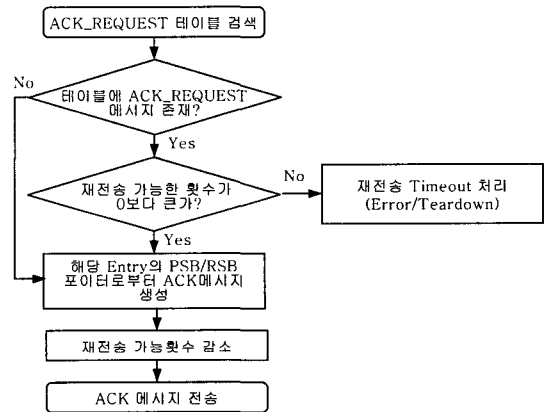 ACK_REQUEST 테이블 검색
No
테이블에 ACK_REQUEST
메시지 존재?
Yes
재전송 가능한 횟수가
0보다 큰가?
No
재전송 Timeout 처리
(Error/Teardown)
Yes
해당 Entry의 PSB/RSB
포인터로부터 ACK메시지
생성
재전송 가능횟수 감소
ACK 메시지 전송